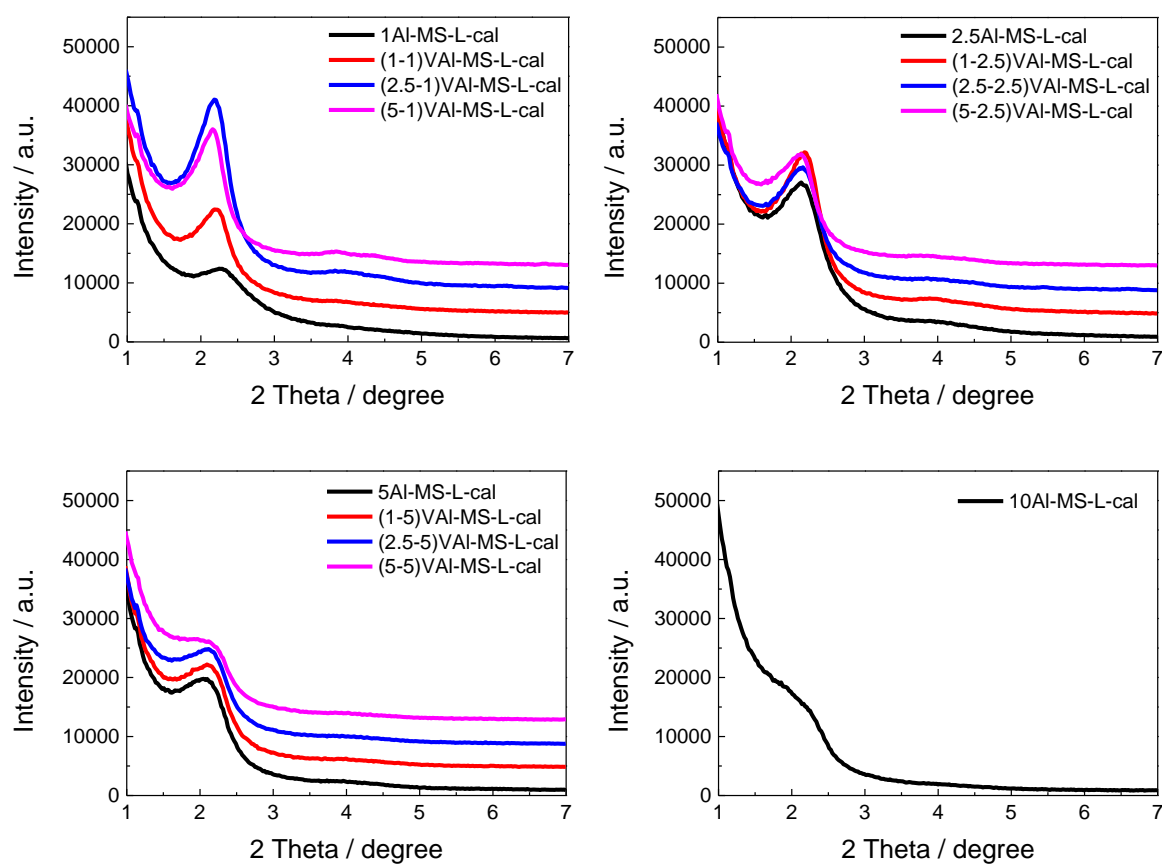 1Al-MS-L-cal
(1-1)VAl-MS-L-cal
(2.5-1)VAl-MS-L-cal
(5-1)VAl-MS-L-cal
50000
40000
30000
20000
10000
0
Intensity / a.u.
1 2 3 4 5 6 7
2 Theta / degree
2.5Al-MS-L-cal
(1-2.5)VAl-MS-L-cal
(2.5-2.5)VAl-MS-L-cal
(5-2.5)VAl-MS-L-cal
50000
40000
30000
20000
10000
0
Intensity / a.u.
1 2 3 4 5 6 7
2 Theta / degree
5Al-MS-L-cal
(1-5)VAl-MS-L-cal
(2.5-5)VAl-MS-L-cal
(5-5)VAl-MS-L-cal
50000
40000
30000
20000
10000
0
Intensity / a.u.
1 2 3 4 5 6 7
2 Theta / degree
10Al-MS-L-cal
50000
40000
30000
20000
10000
0
Intensity / a.u.
1 2 3 4 5 6 7
2 Theta / degree